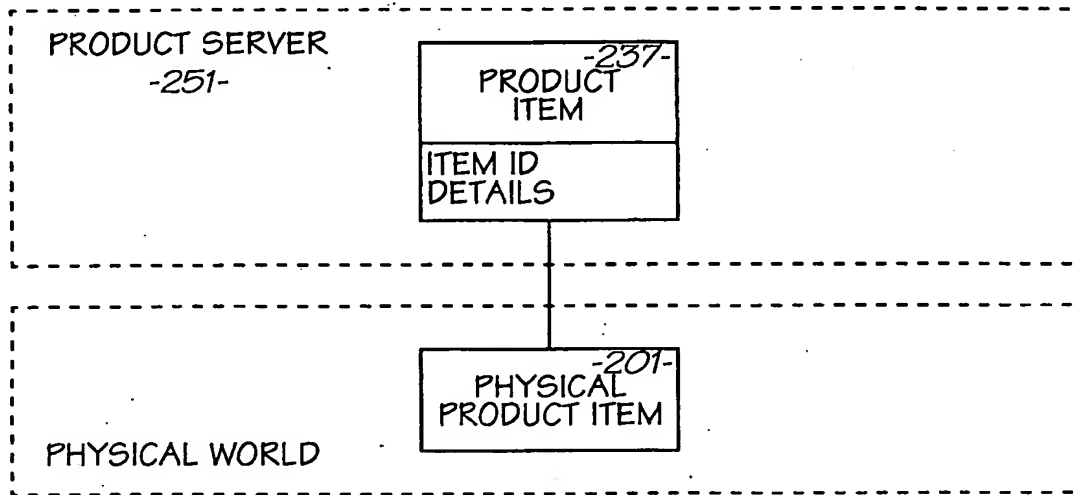 PRODUCT SERVER
-251-
-237-
PRODUCT
ITEM
ITEM ID
DETAILS
-201-
PHYSICAL
PRODUCT ITEM
PHYSICAL WORLD